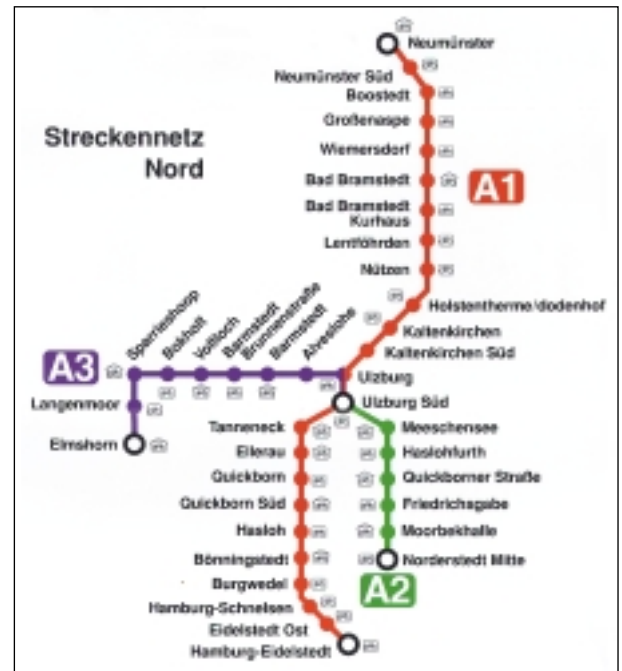 Streckennetz
Nord
Neumünster
Neumünster Süd
Boostedt
Großenaspe
Wiemersdorf
Bad Bramstedt
A1
Bad Bramstedt
Kurhaus
Lentföhrden
Nützen
Holstentherme/dodenhof
Kaltenkirchen
Kaltenkirchen Süd
Ulzburg
Ulzburg Süd
A3
Sparrieshoop
Bokholt
Voßloch
Barmstedt
Brunnenstraße
Barmstedt
Alveslohe
Langenmoor
Elmshorn
Tanneneck
Ellerau
Quickborn
Quickborn Süd
Hasloh
Bönningstedt
Burgwedel
Hamburg-Schnelsen
Eidelstedt Ost
Hamburg-Eidelstedt
Meeschensee
Haslohfurth
Quickborner Straße
Friedrichsgabe
Moorbekhalle
Norderstedt Mitte
A2